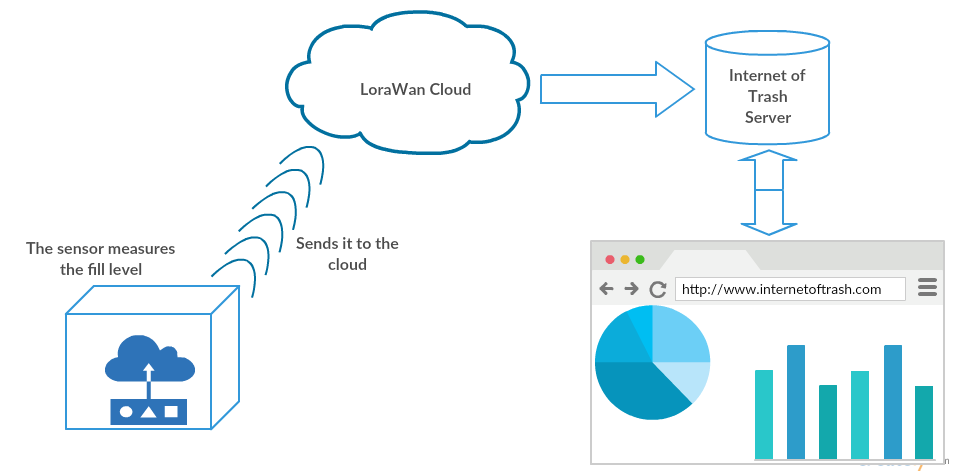 LoraWan Cloud
Internet of
Trash
Server
The sensor measures
the fill level
Sends it to the
cloud
http://www.internetoftrash.com